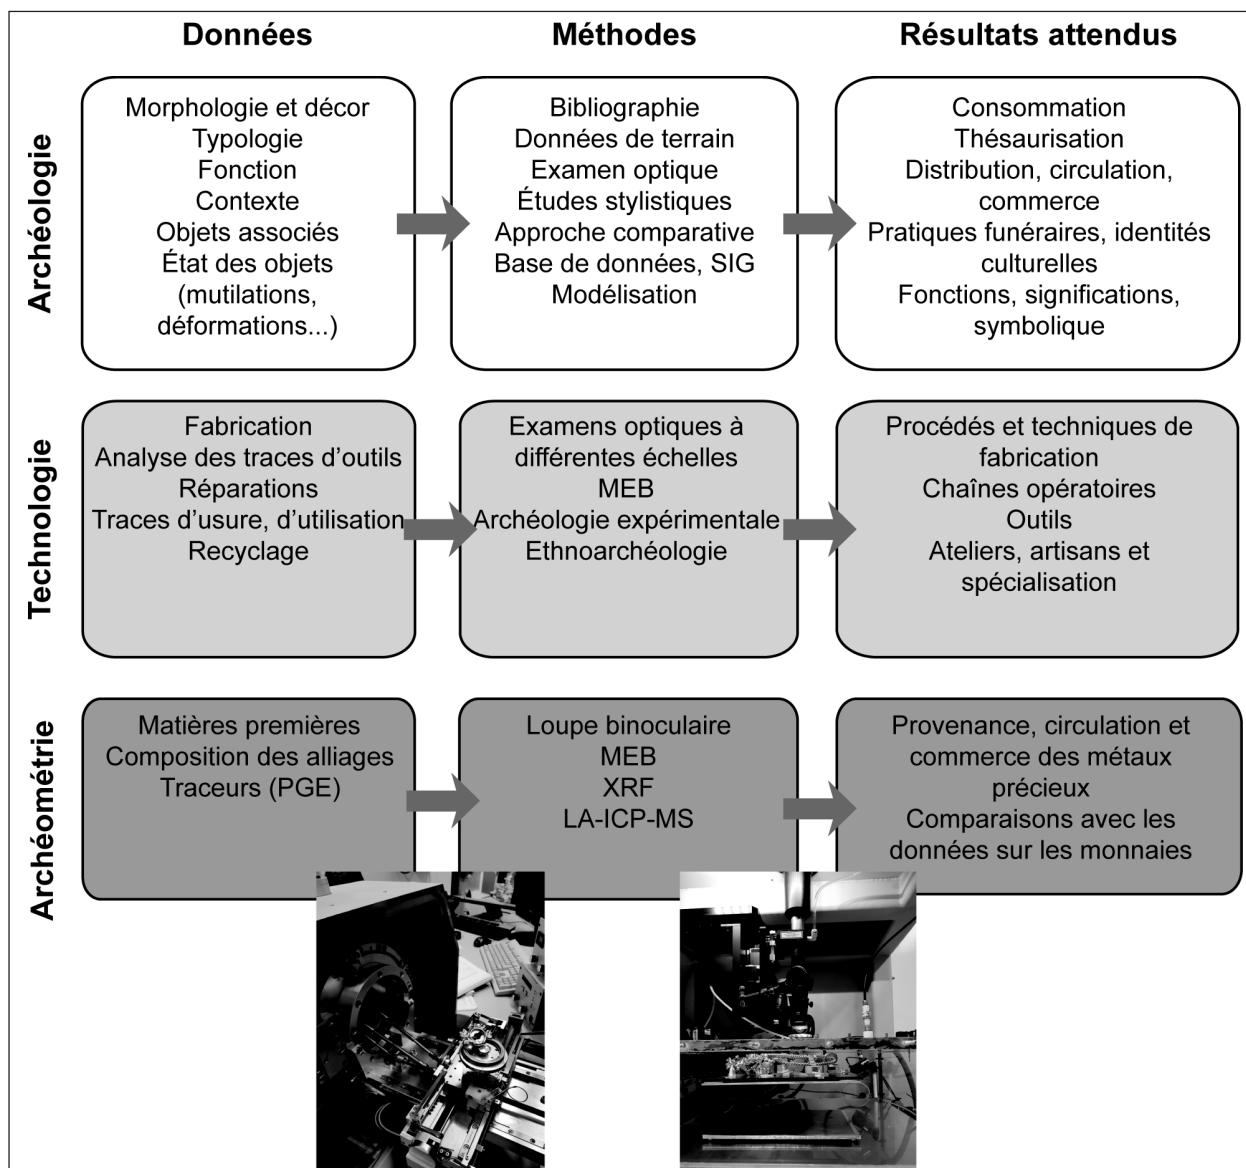 Données
Méthodes
Résultats attendus
Archéologie
Morphologie et décor
Typologie
Fonction
Contexte
Objets associés
État des objets
(mutilations,
déformations...)
Bibliographie
Données de terrain
Examen optique
Études stylistiques
Approche comparative
Base de données, SIG
Modélisation
Consommation
Thésaurisation
Distribution, circulation,
commerce
Pratiques funéraires, identités
culturelles
Fonctions, significations,
symbolique
Technologie
Fabrication
Analyse des traces d'outils
Réparations
Traces d'usure, d'utilisation
Recyclage
Examens optiques à
différentes échelles
MEB
Archéologie expérimentale
Ethnoarchéologie
Procédés et techniques de
fabrication
Chaînes opératoires
Outils
Ateliers, artisans et
spécialisation
Archéométrie
Matières premières
Composition des alliages
Traceurs (PGE)
Loupe binoculaire
MEB
XRF
LA-ICP-MS
Provenance, circulation et
commerce des métaux
précieux
Comparaisons avec les
données sur les monnaies